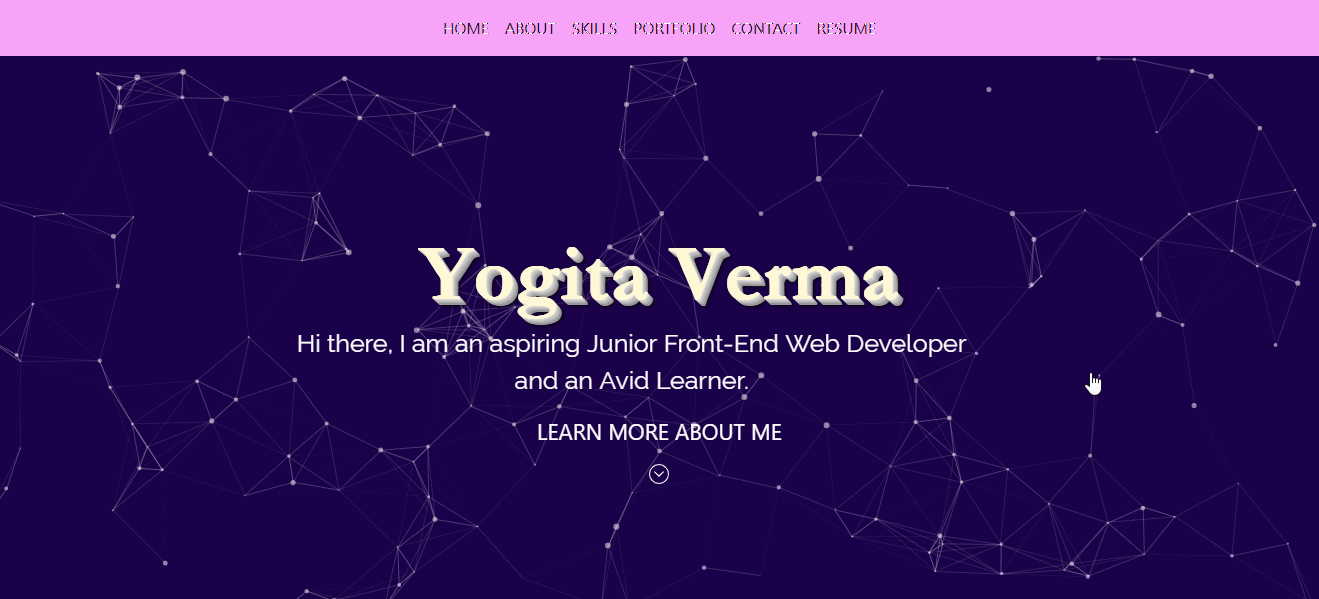 HOME ABOUT SKILLS PORTFOLIO CONTACT RESUME
Yogita Verma
Hi there, I am an aspiring Junior Front-End Web Developer
and an Avid Learner.
LEARN MORE ABOUT ME